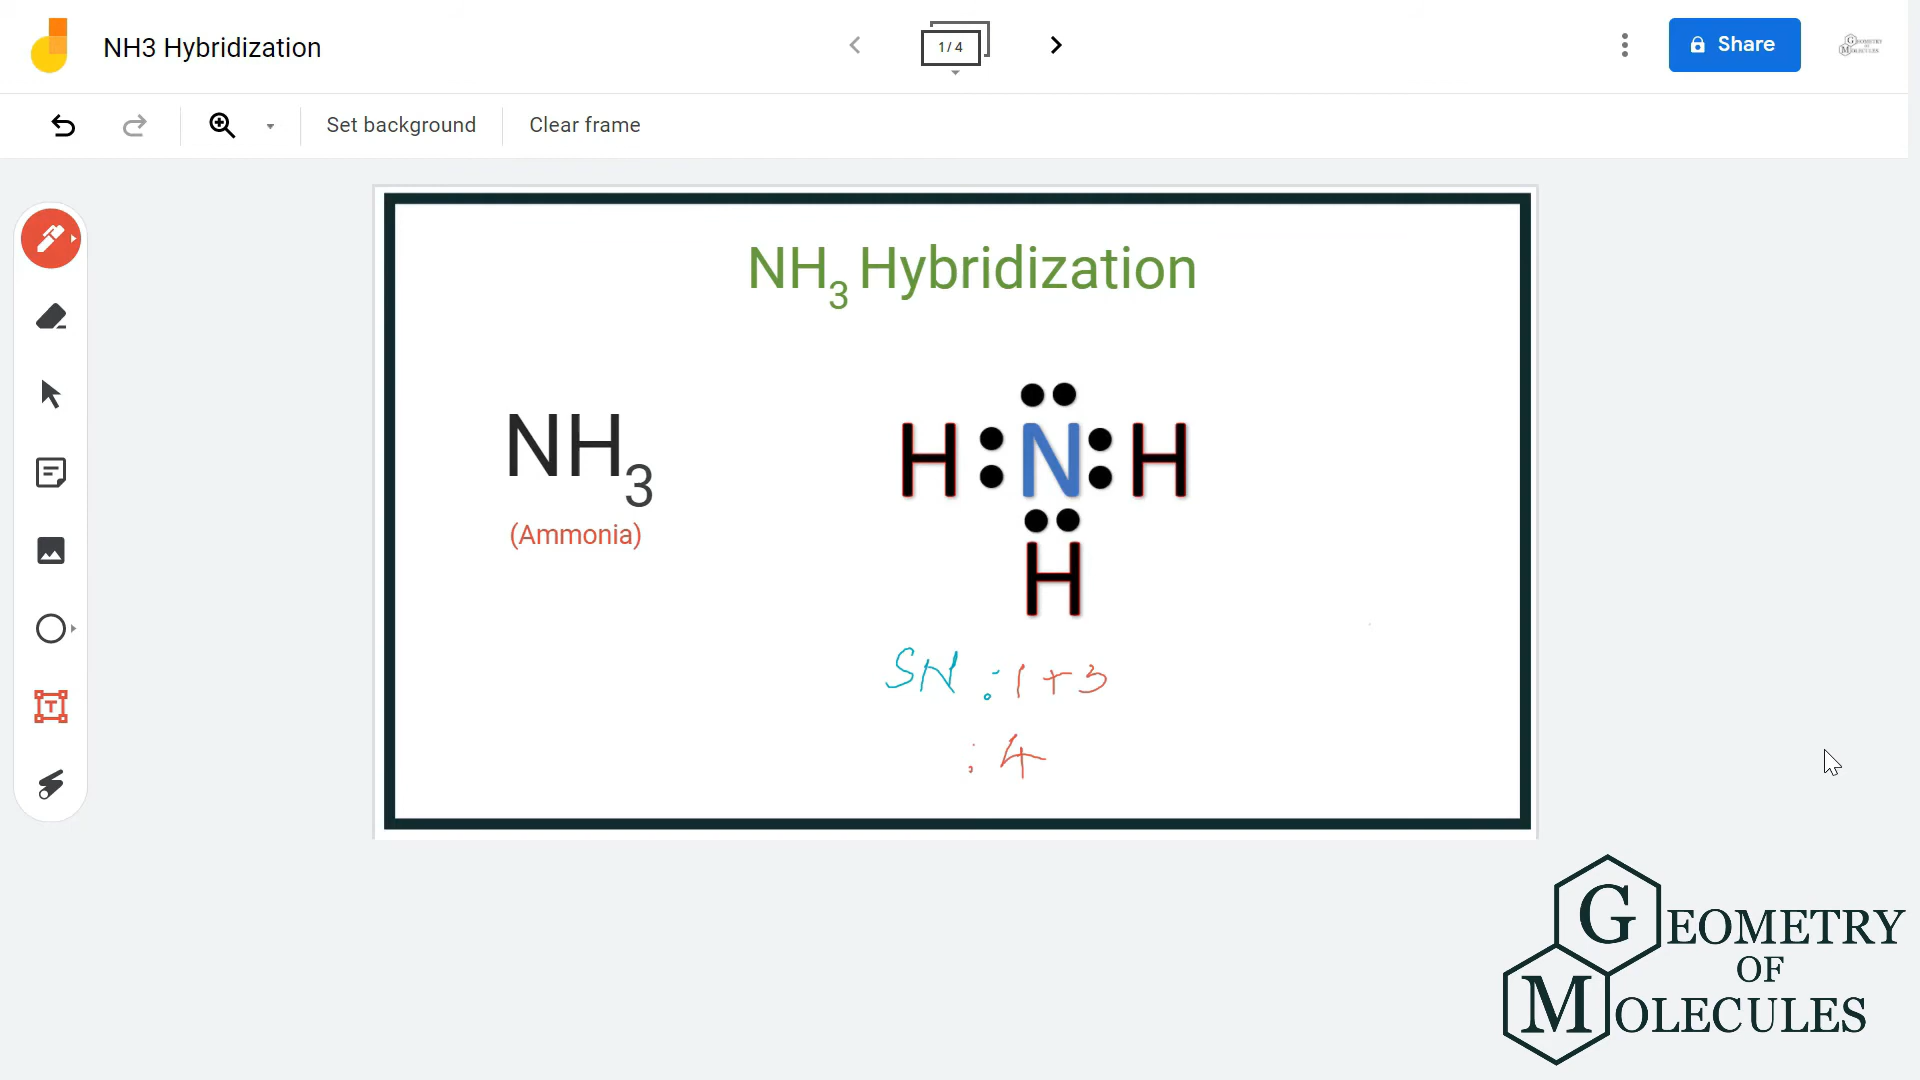 NH3 Hybridization
1/4
Share
Set background
Clear frame
NH3 Hybridization
NH3
(Ammonia)
H : N : H
H
SN : 1 + 3
: 4
GEOMETRY
OF
MOLECULES